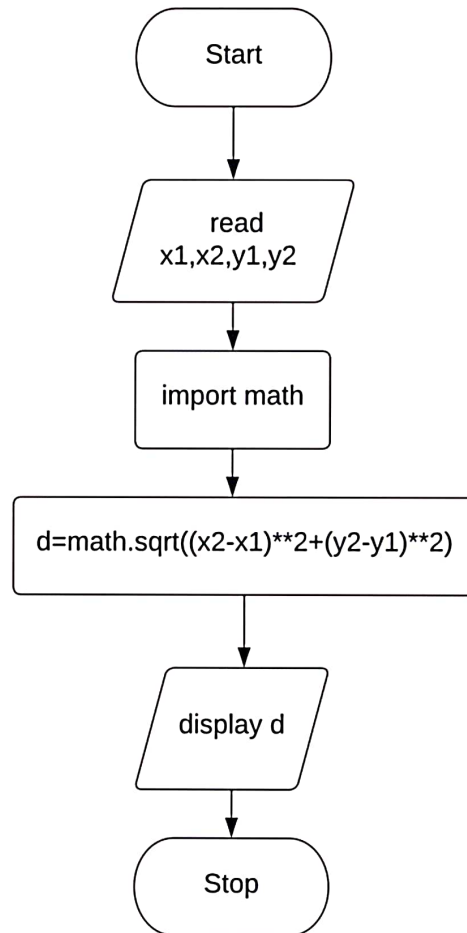 Start
read
x1,x2,y1,y2
import math
d=math.sqrt((x2-x1)**2+(y2-y1)**2)
display d
Stop